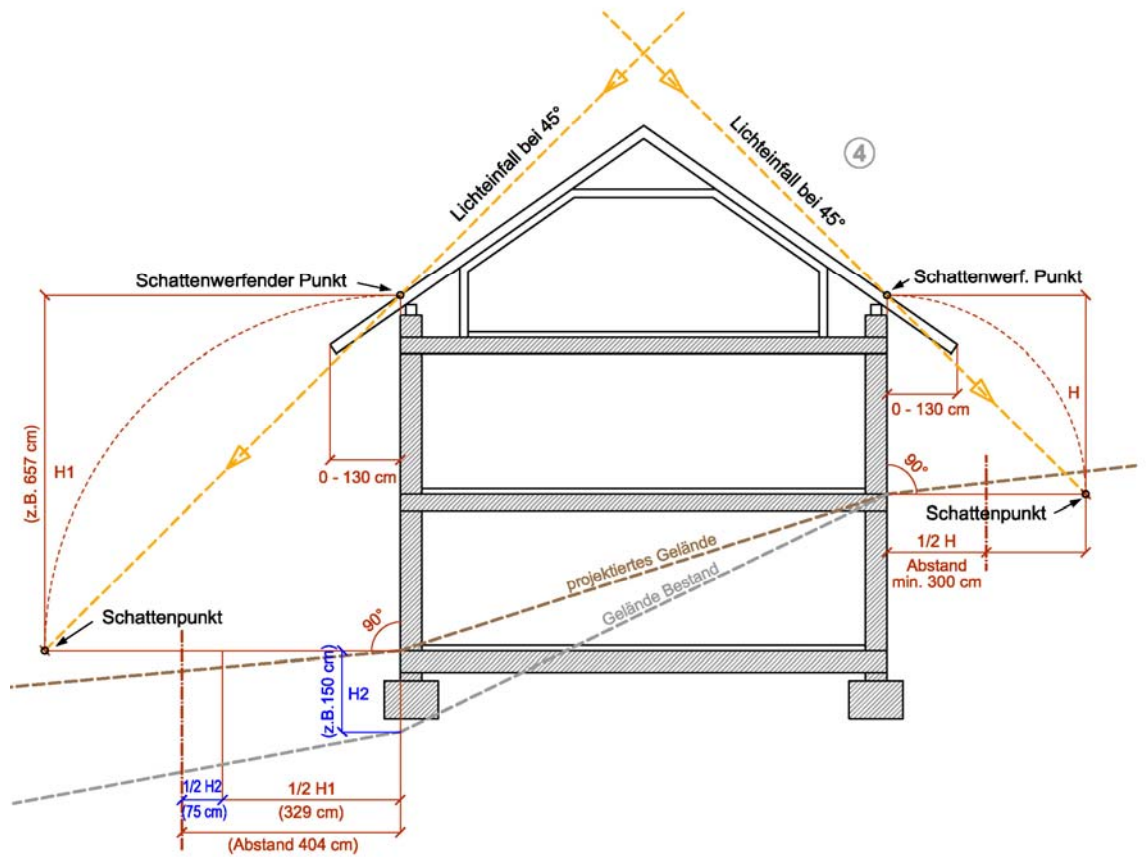 Lichteinfall bei 45°
Lichteinfall bei 45°
4
Schattenwerfender Punkt
Schattenwerf. Punkt
H1
(z.B. 657 cm)
H
0 - 130 cm
0 - 130 cm
90°
Schattenpunkt
projektiertes Gelände
Gelände Bestand
1/2 H
Abstand
min. 300 cm
Schattenpunkt
90°
H2
(z.B.150 cm)
1/2 H2
(75 cm)
1/2 H1
(329 cm)
(Abstand 404 cm)